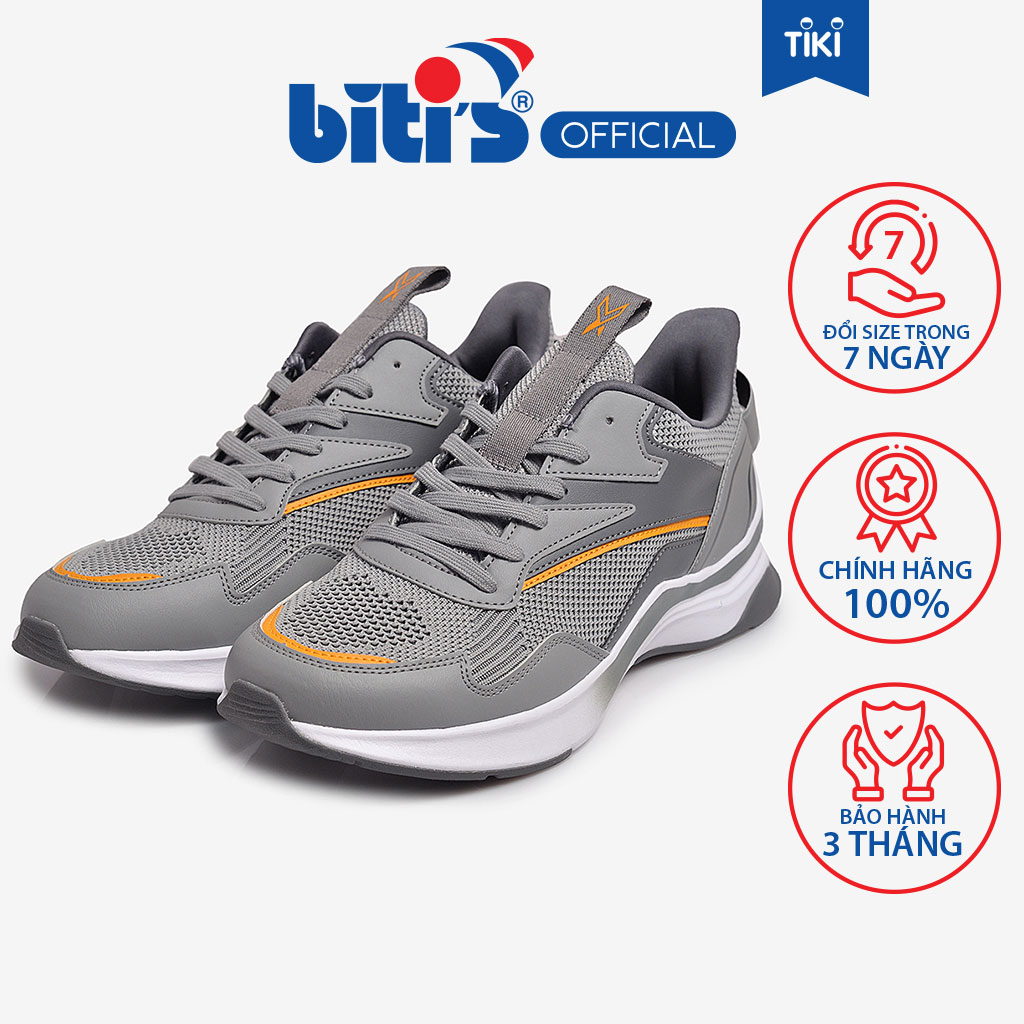 TIKI
biti's®
OFFICIAL
7
ĐỔI SIZE TRONG
7 NGÀY
CHÍNH HÃNG
100%
BẢO HÀNH
3 THÁNG